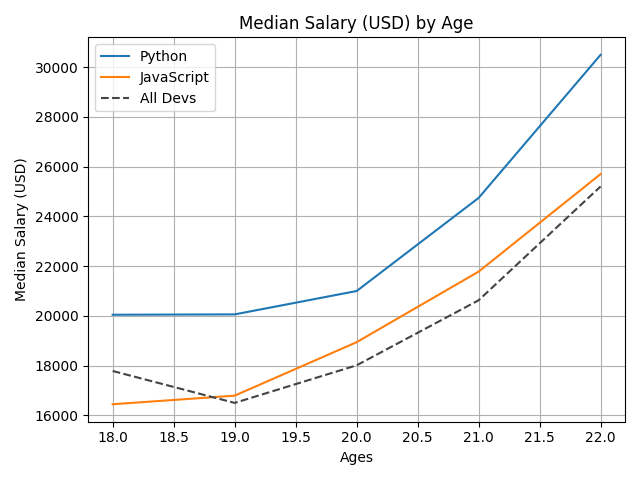 Median Salary (USD) by Age
Python
JavaScript
All Devs
30000
28000
26000
24000
22000
20000
18000
16000
Median Salary (USD)
18.0 18.5 19.0 19.5 20.0 20.5 21.0 21.5 22.0
Ages